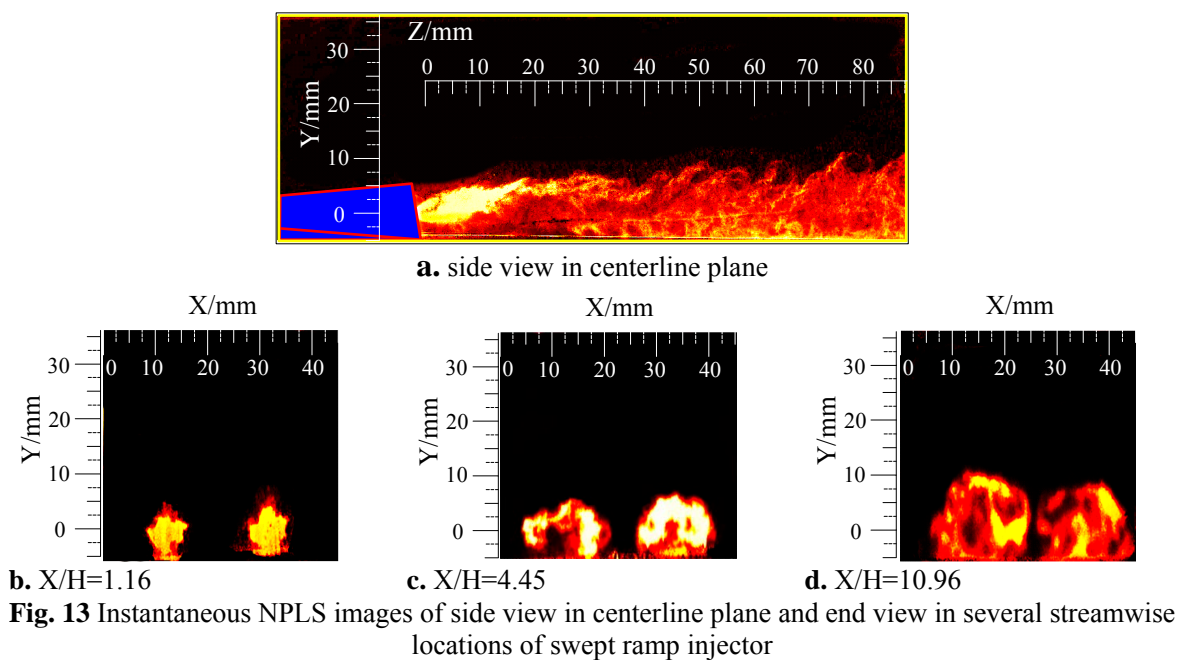 Z/mm
0 10 20 30 40 50 60 70 80
Y/mm
30
20
10
0
a. side view in centerline plane
X/mm
0 10 20 30 40
Y/mm
30
20
10
0
b. X/H=1.16
X/mm
0 10 20 30 40
Y/mm
30
20
10
0
c. X/H=4.45
X/mm
0 10 20 30 40
Y/mm
30
20
10
0
d. X/H=10.96
Fig. 13 Instantaneous NPLS images of side view in centerline plane and end view in several streamwise
locations of swept ramp injector